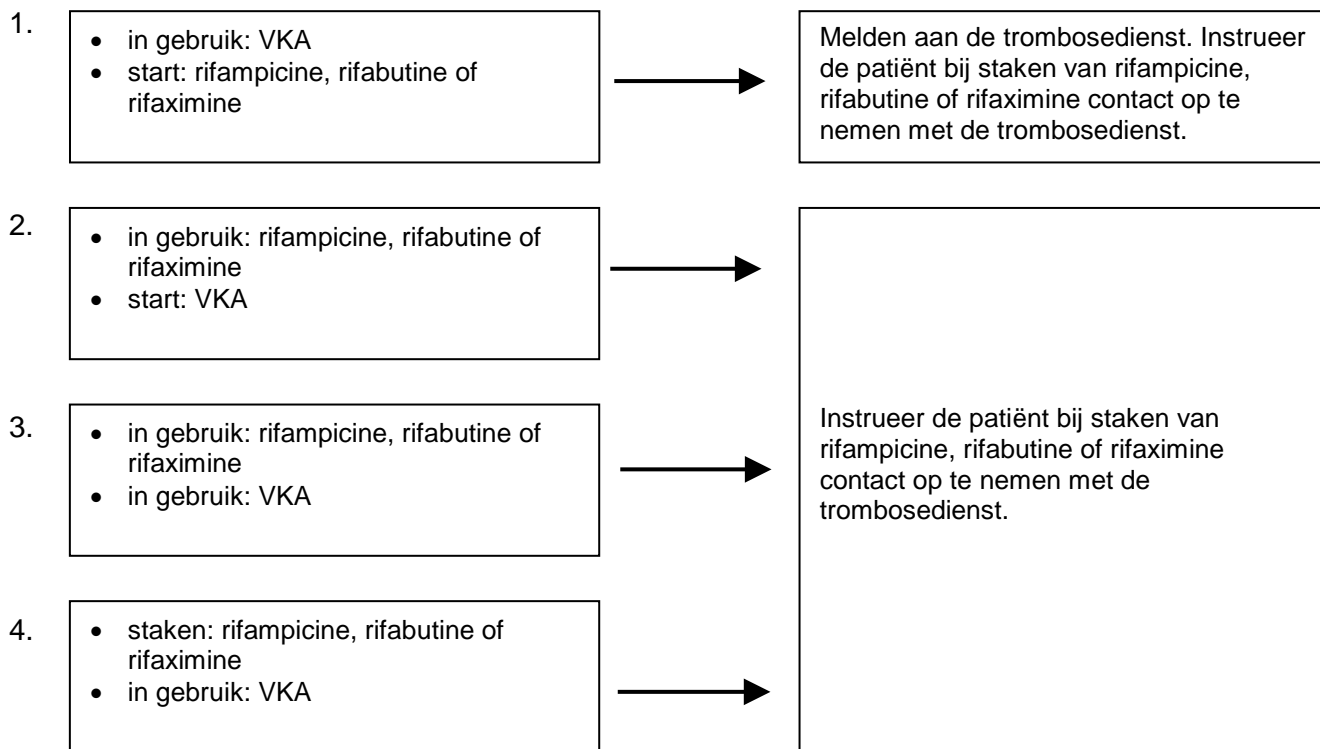 1.
• in gebruik: VKA
• start: rifampicine, rifabutine of
rifaximine
Melden aan de trombosedienst. Instrueer
de patiënt bij staken van rifampicine,
rifabutine of rifaximine contact op te
nemen met de trombosedienst.
2.
• in gebruik: rifampicine, rifabutine of
rifaximine
• start: VKA
3.
• in gebruik: rifampicine, rifabutine of
rifaximine
• in gebruik: VKA
Instrueer de patiënt bij staken van
rifampicine, rifabutine of rifaximine
contact op te nemen met de
trombosedienst.
4.
• staken: rifampicine, rifabutine of
rifaximine
• in gebruik: VKA